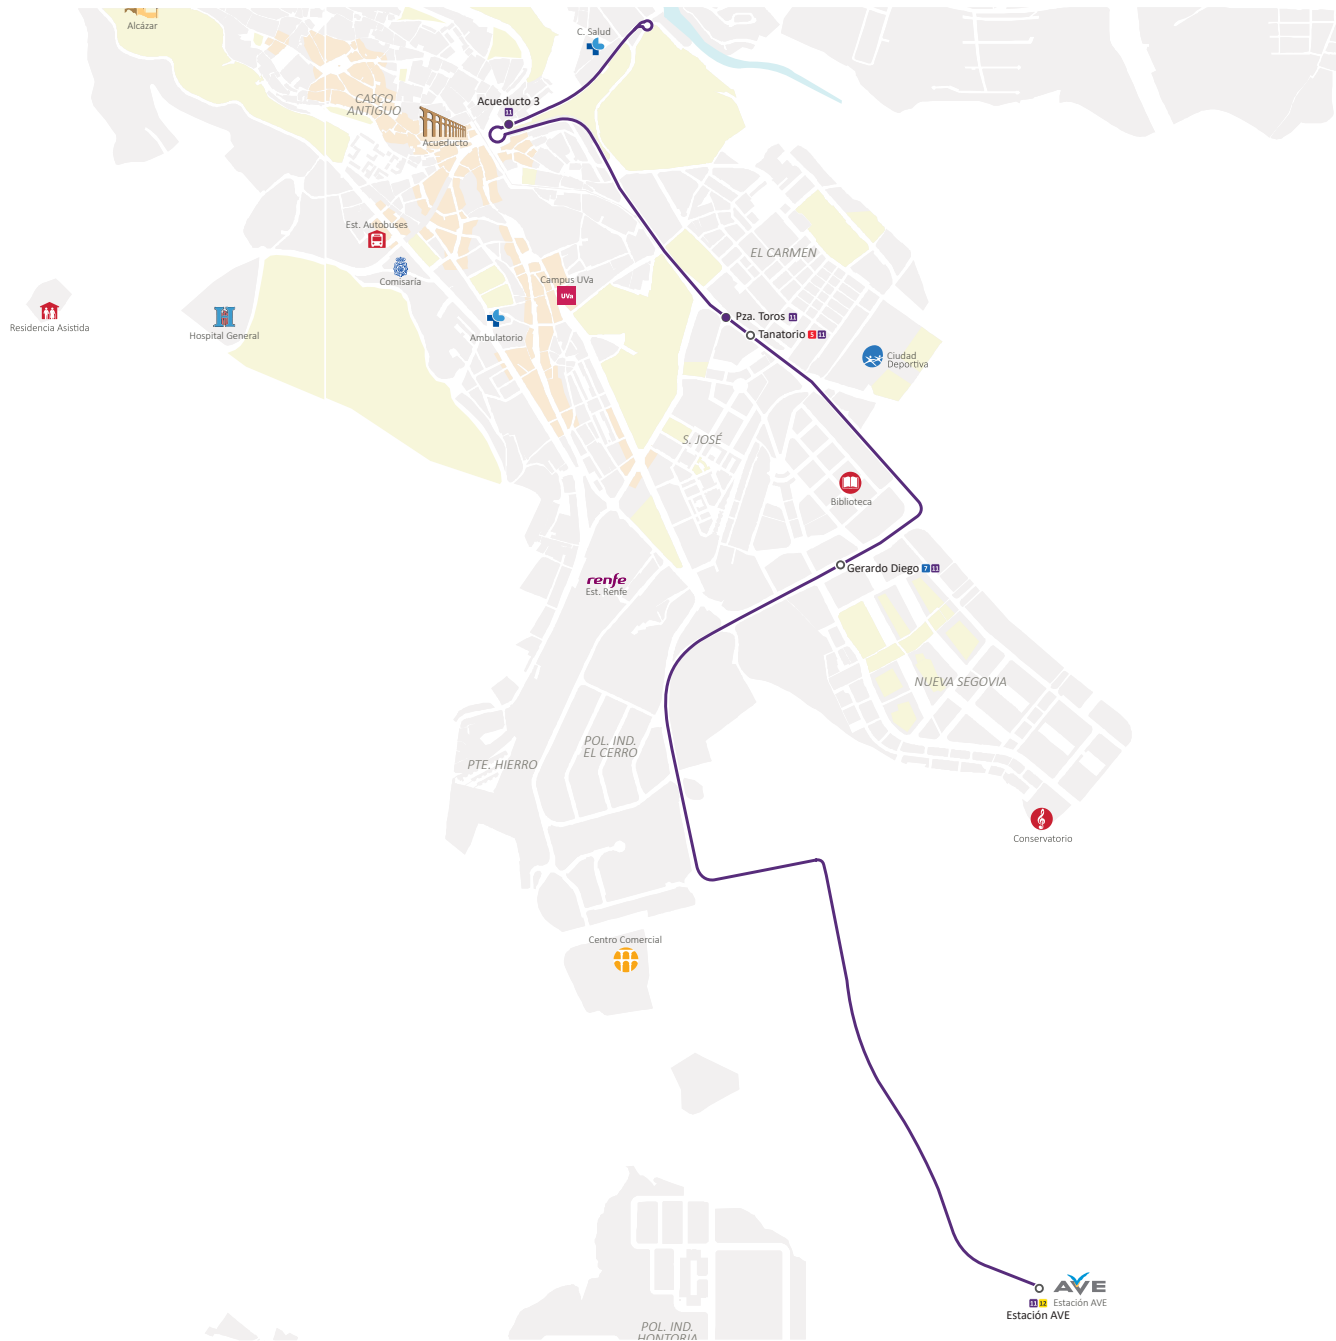 Alcázar
C. Salud
CASCO
ANTIGUO
Acueducto 3
11
Acueducto
Est. Autobuses
Comisaría
EL CARMEN
Campus UVa
UVa
Residencia Asistida
H
Hospital General
Ambulatorio
Pza. Toros 11
Tanatorio 5 11
Ciudad
Deportiva
S. JOSÉ
Biblioteca
renfe
Est. Renfe
Gerardo Diego 7 11
NUEVA SEGOVIA
POL. IND.
EL CERRO
PTE. HIERRO
Conservatorio
Centro Comercial
AVE
11 12 Estación AVE
Estación AVE
POL. IND.
HONTORIA